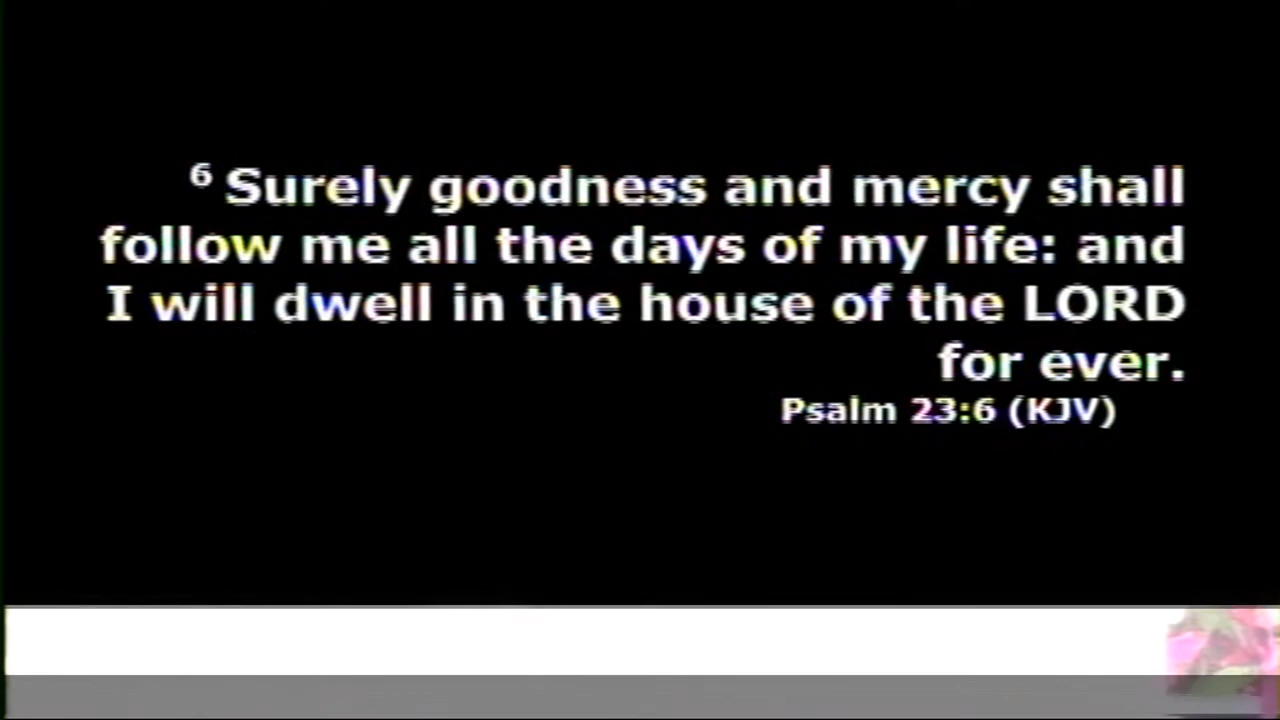 6 Surely goodness and mercy shall
follow me all the days of my life: and
I will dwell in the house of the LORD
for ever.
Psalm 23:6 (KJV)